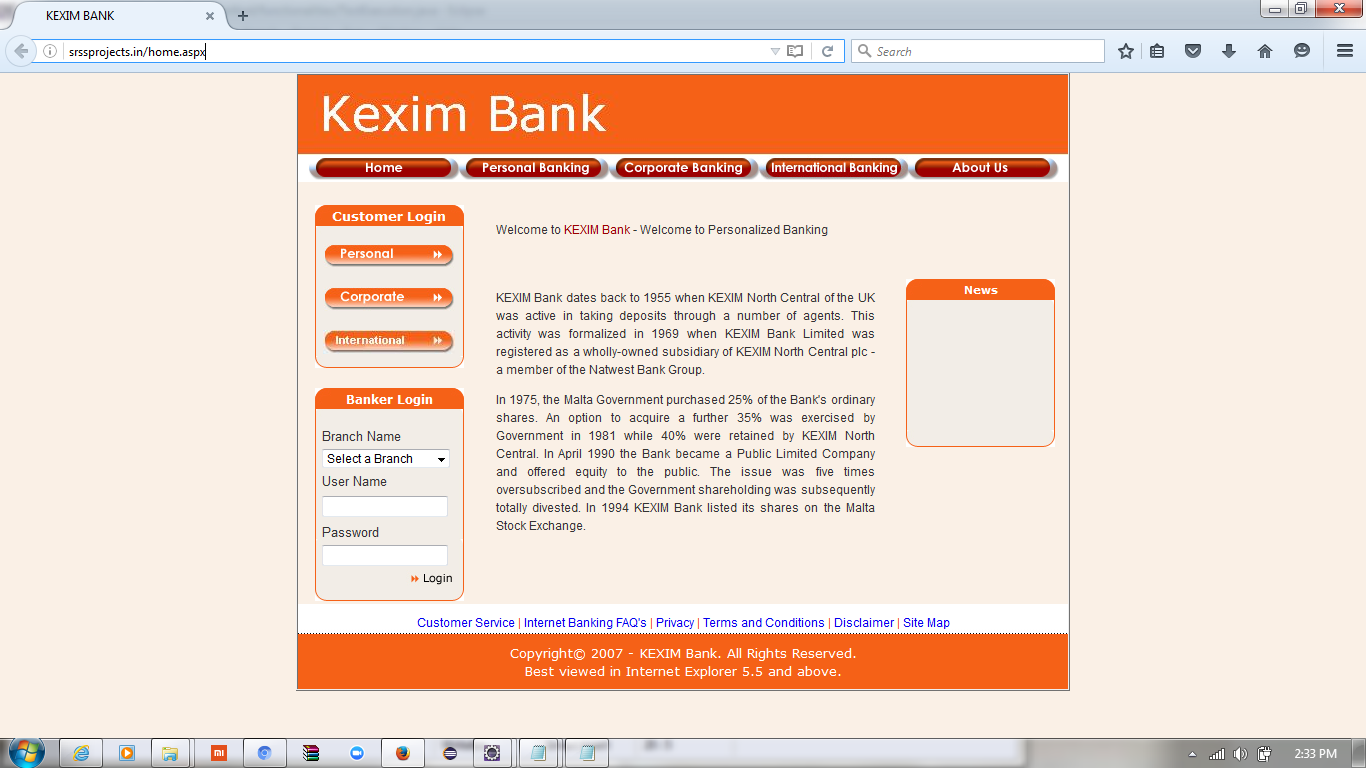 KEXIM BANK
srssprojects.in/home.aspx
Search
Kexim Bank
Home
Personal Banking
Corporate Banking
International Banking
About Us
Customer Login
Personal
Corporate
International
Banker Login
Branch Name
Select a Branch
User Name
Password
Login
Welcome to KEXIM Bank - Welcome to Personalized Banking
KEXIM Bank dates back to 1955 when KEXIM North Central of the UK
was active in taking deposits through a number of agents. This
activity was formalized in 1969 when KEXIM Bank Limited was
registered as a wholly-owned subsidiary of KEXIM North Central plc -
a member of the Natwest Bank Group.
In 1975, the Malta Government purchased 25% of the Bank's ordinary
shares. An option to acquire a further 35% was exercised by
Government in 1981 while 40% were retained by KEXIM North
Central. In April 1990 the Bank became a Public Limited Company
and offered equity to the public. The issue was five times
oversubscribed and the Government shareholding was subsequently
totally divested. In 1994 KEXIM Bank listed its shares on the Malta
Stock Exchange.
News
Customer Service | Internet Banking FAQ's | Privacy | Terms and Conditions | Disclaimer | Site Map
Copyright© 2007 - KEXIM Bank. All Rights Reserved.
Best viewed in Internet Explorer 5.5 and above.
2:33 PM